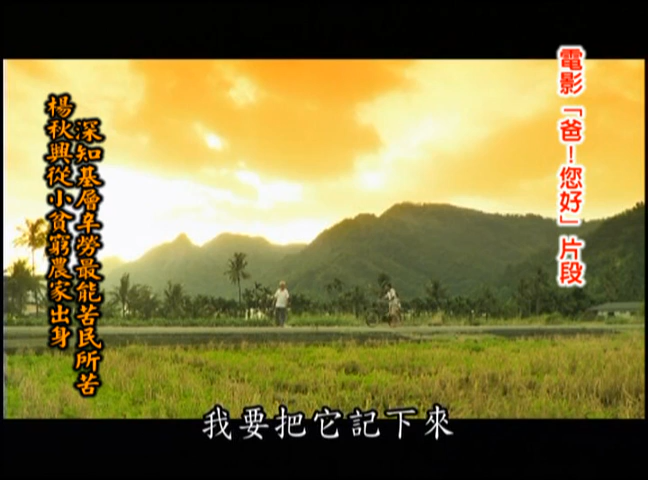 電影「爸!您好」片段
楊秋興從小貧窮農家出身
深知基層辛勞最能苦民所苦
我要把它記下來